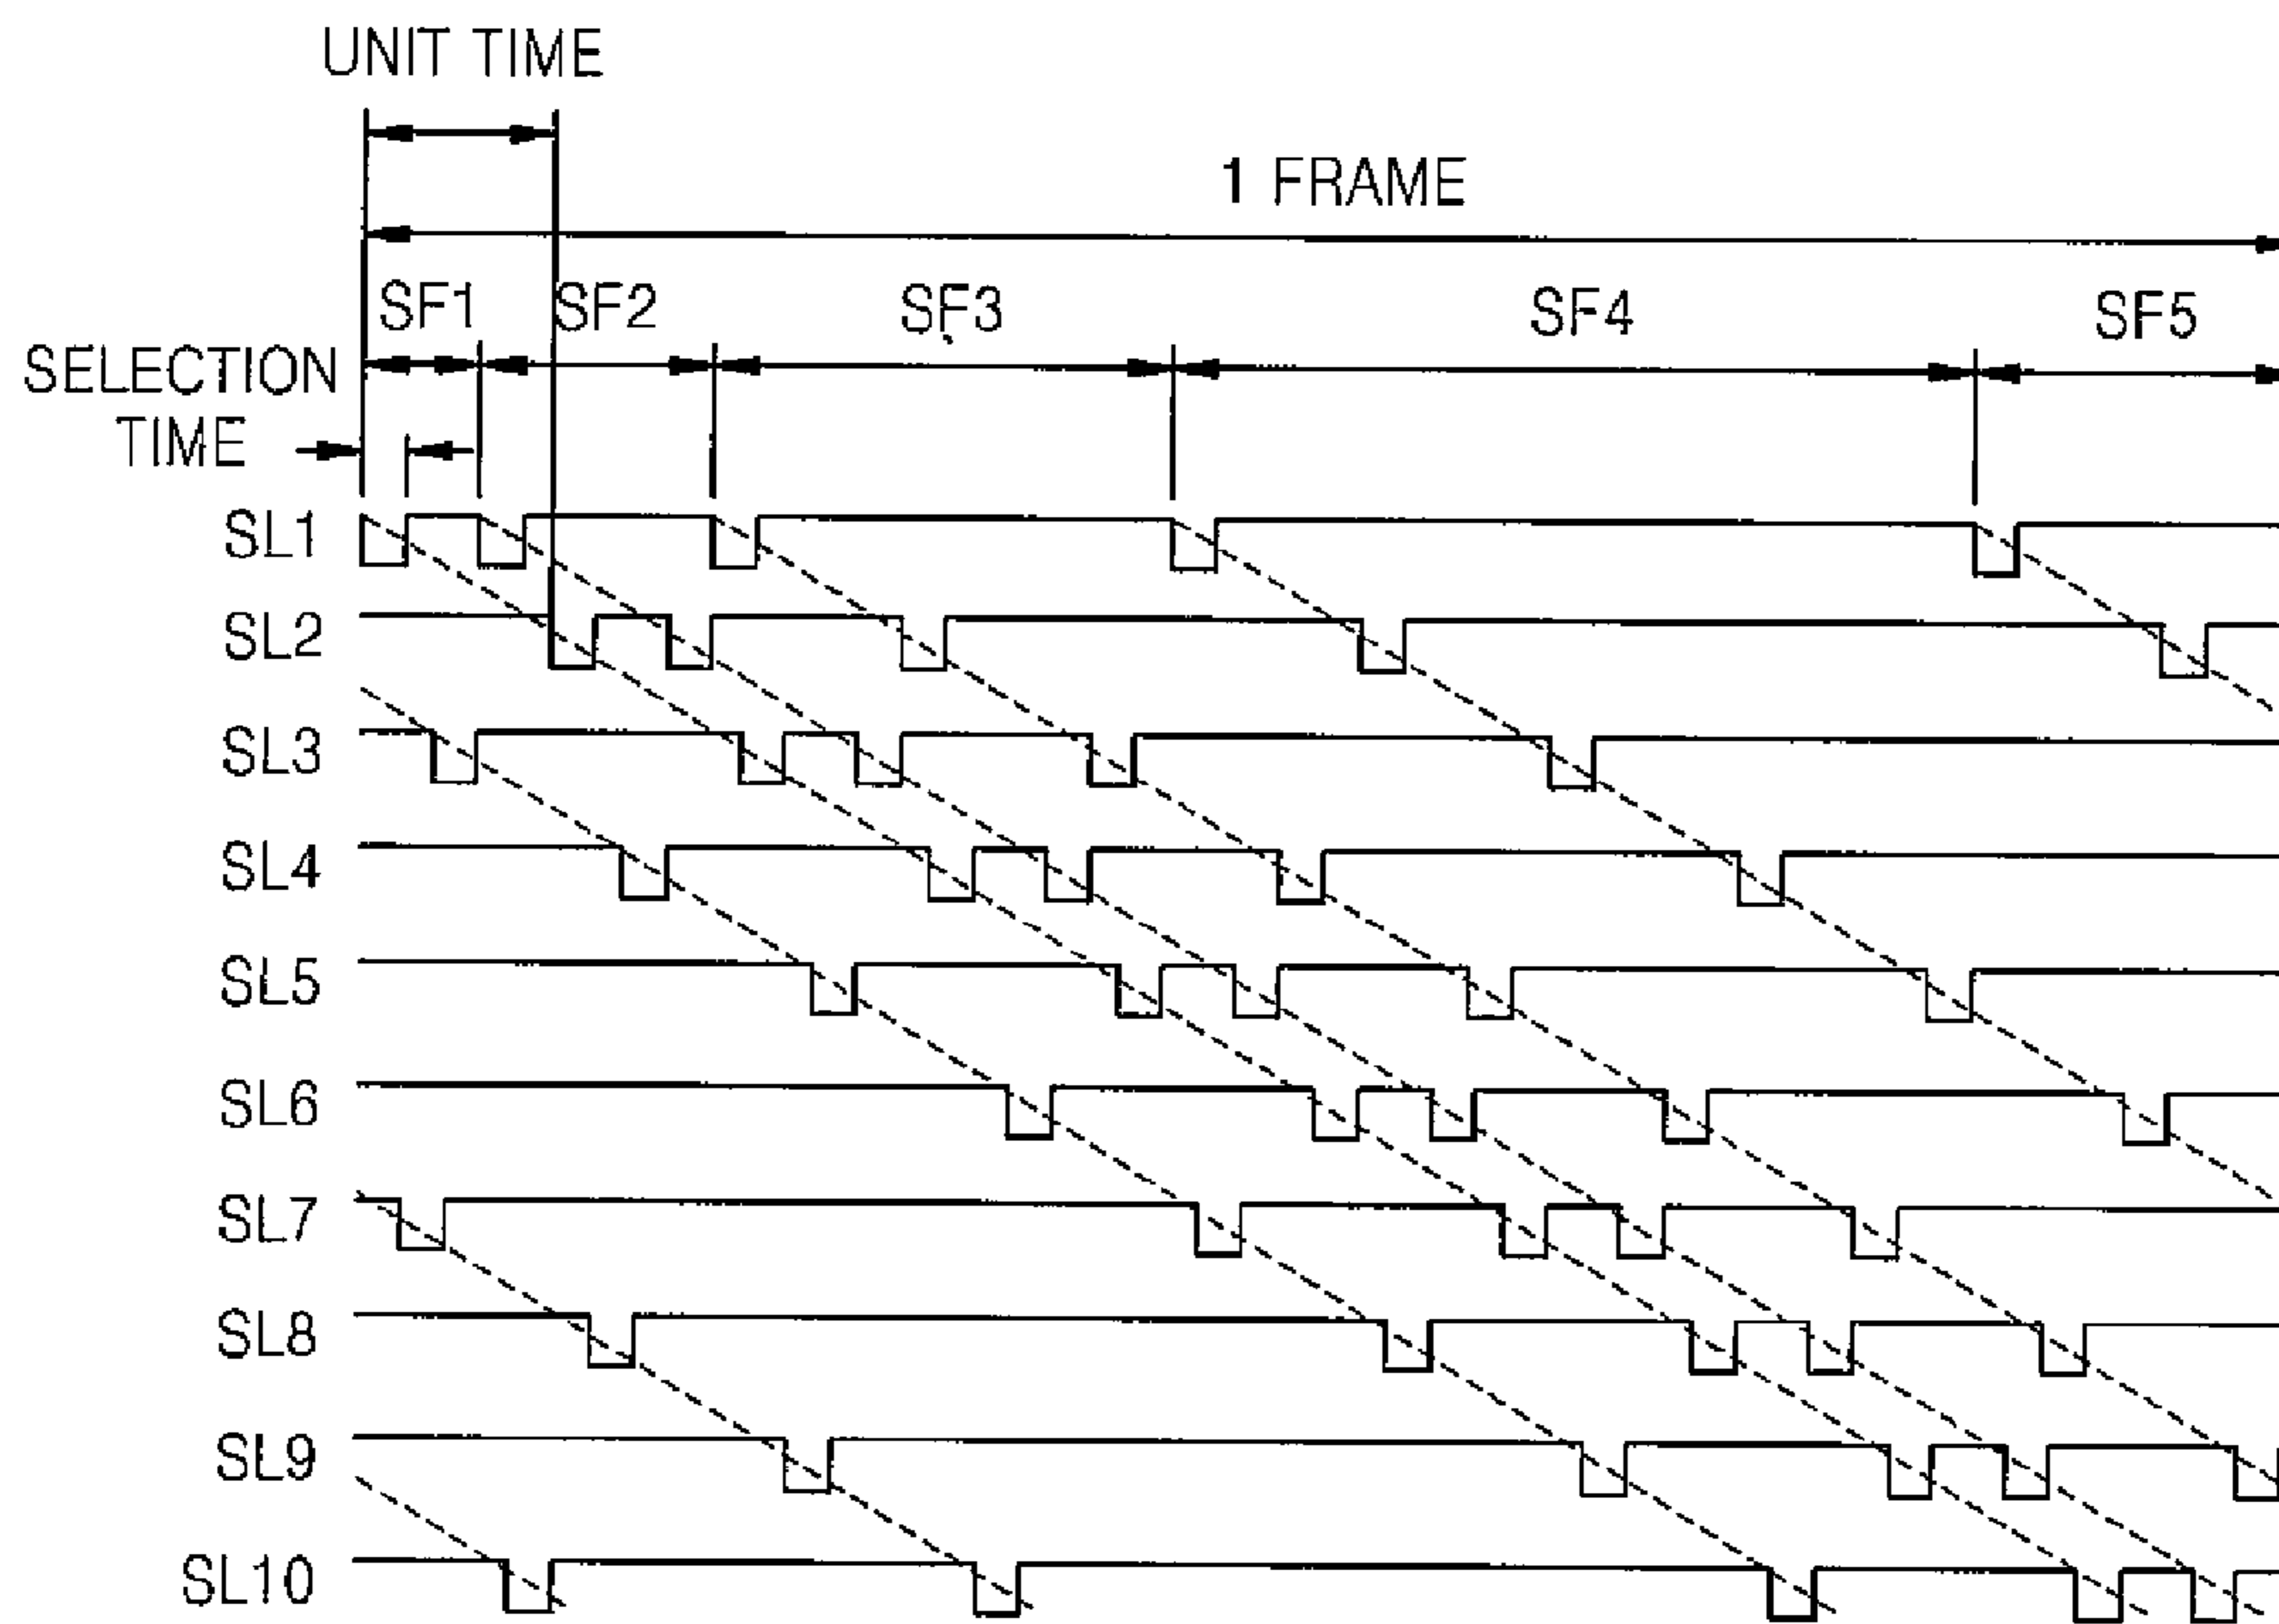 UNIT TIME
1 FRAME
SF1 SF2 SF3 SF4 SF5
SELECTION
TIME
SL1
SL2
SL3
SL4
SL5
SL6
SL7
SL8
SL9
SL10